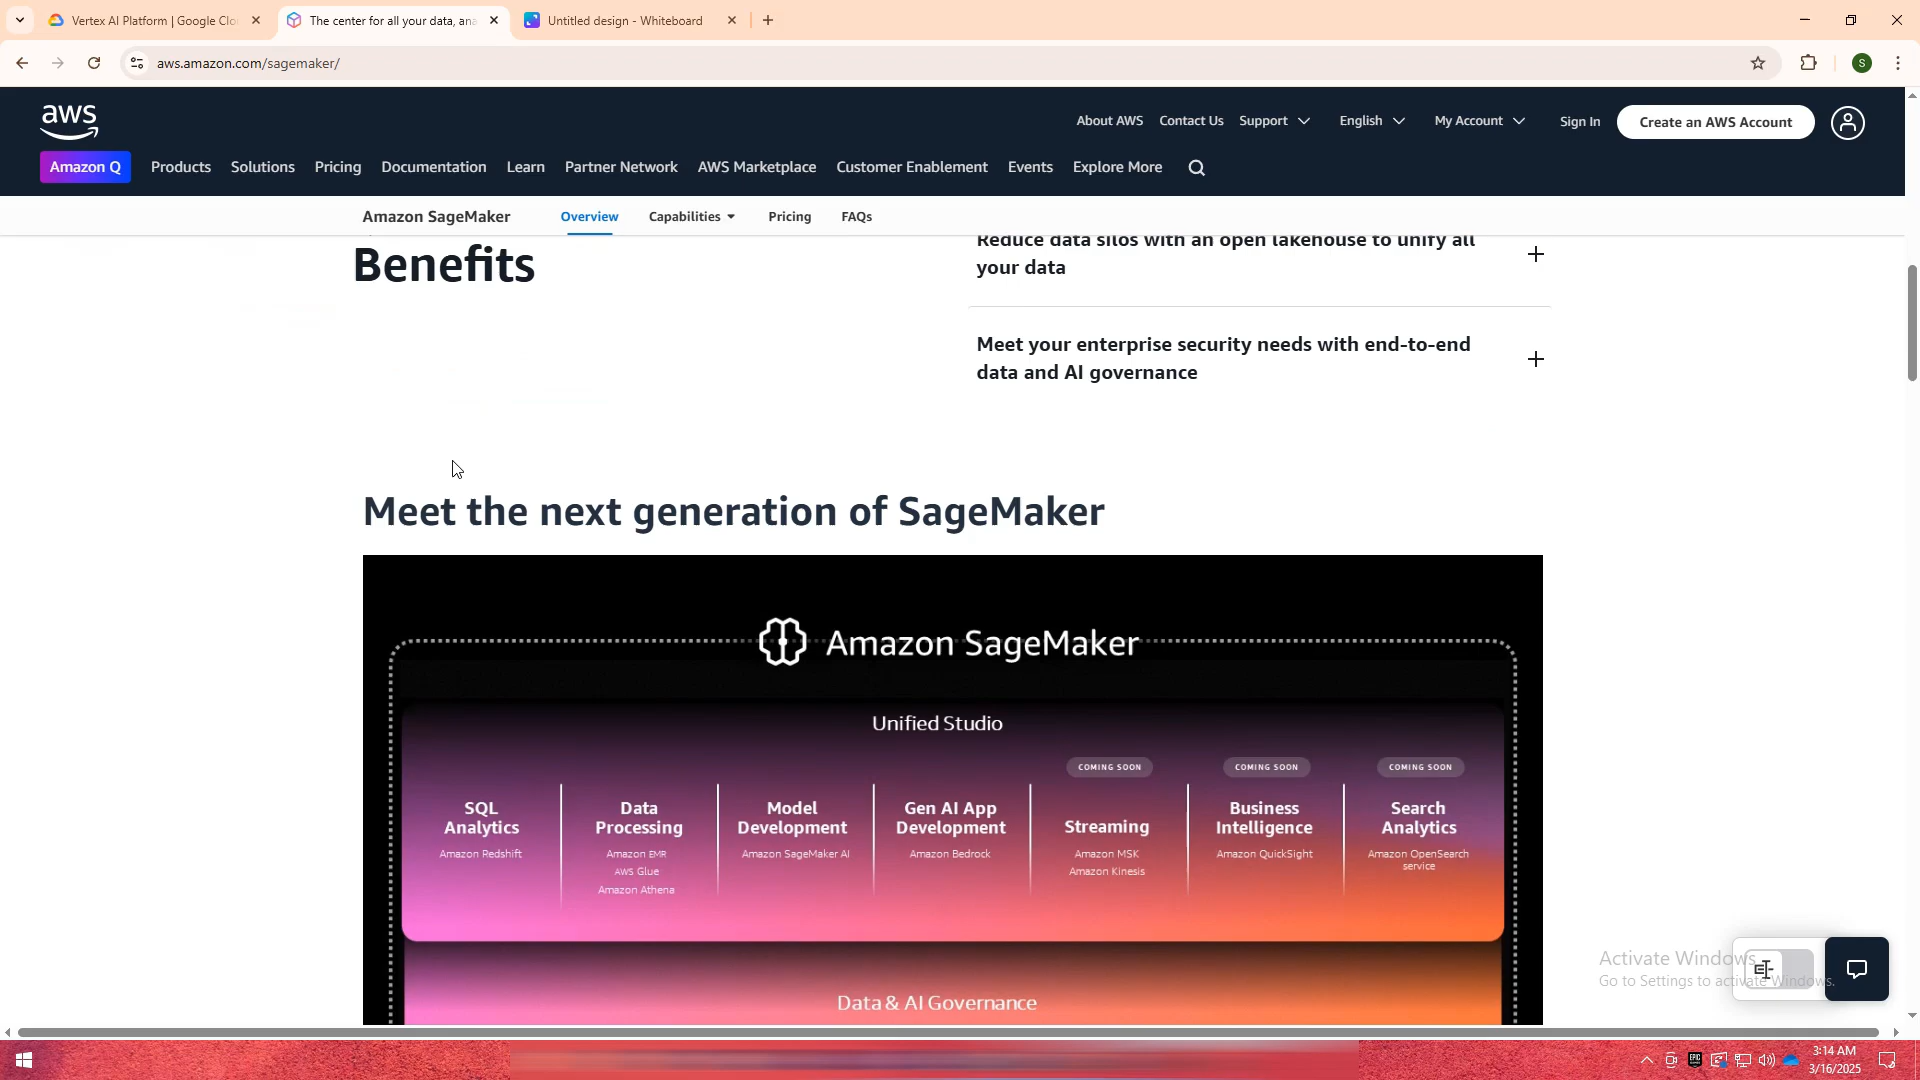 Vertex AI Platform | Google Clo
The center for all your data, ana
Untitled design - Whiteboard
aws.amazon.com/sagemaker/
S
aws
About AWS
Contact Us
Support
English
My Account
Sign In
Create an AWS Account
Amazon Q
Products
Solutions
Pricing
Documentation
Learn
Partner Network
AWS Marketplace
Customer Enablement
Events
Explore More
Amazon SageMaker
Overview
Capabilities
Pricing
FAQs
Benefits
Reduce data silos with an open lakehouse to unify all
your data
Meet your enterprise security needs with end-to-end
data and AI governance
Meet the next generation of SageMaker
Amazon SageMaker
Unified Studio
SQL
Analytics
Amazon Redshift
Data
Processing
Amazon EMR
AWS Glue
Amazon Athena
Model
Development
Amazon SageMaker AI
Gen AI App
Development
Amazon Bedrock
COMING SOON
Streaming
Amazon MSK
Amazon Kinesis
COMING SOON
Business
Intelligence
Amazon QuickSight
COMING SOON
Search
Analytics
Amazon OpenSearch
service
Data & AI Governance
Activate Windows
Go to Settings to activate Windows.
EPIC
3:14 AM
3/16/2025